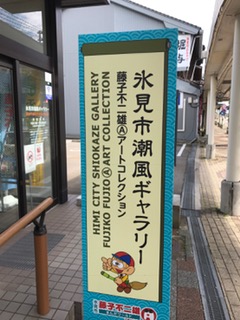 氷見市潮風ギャラリー
藤子不二雄Ⓐアートコレクション
HIMI CITY SHIOKAZE GALLERY
FUJIKO FUJIO Ⓐ ART COLLECTION
藤子不二雄Ⓐ